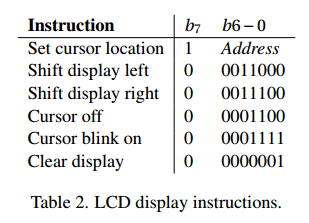 Instruction b7 b6–0
Set cursor location 1 Address
Shift display left 0 0011000
Shift display right 0 0011100
Cursor off 0 0001100
Cursor blink on 0 0001111
Clear display 0 0000001
Table 2. LCD display instructions.